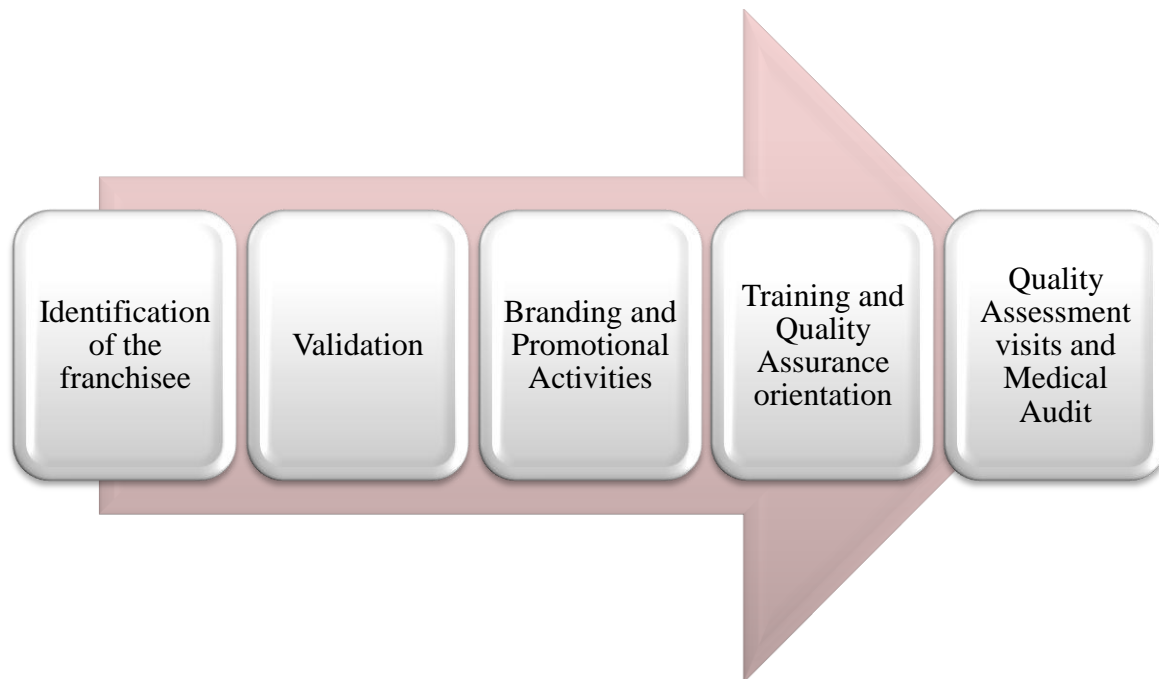 Identification
of the
franchisee
Validation
Branding and
Promotional
Activities
Training and
Quality
Assurance
orientation
Quality
Assessment
visits and
Medical
Audit